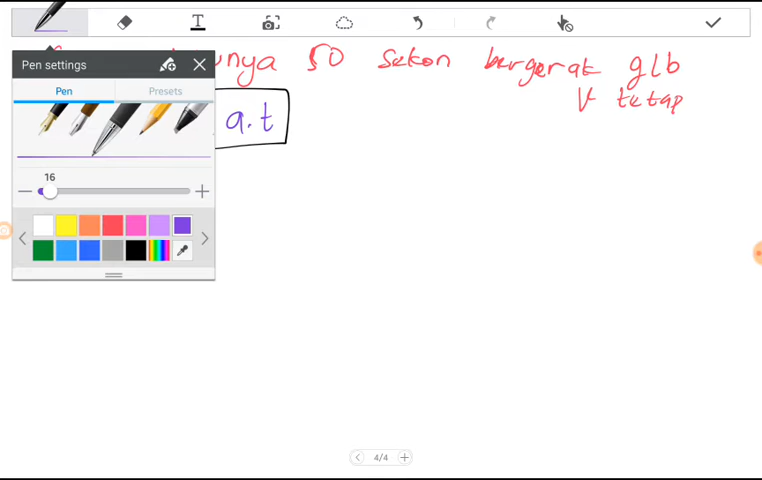 unya 50 sekon bergerak glb
V tetap
Pen settings
Pen Presets
a.t
16
4/4